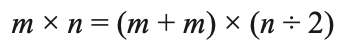 m × n = (m + m) × (n ÷ 2)